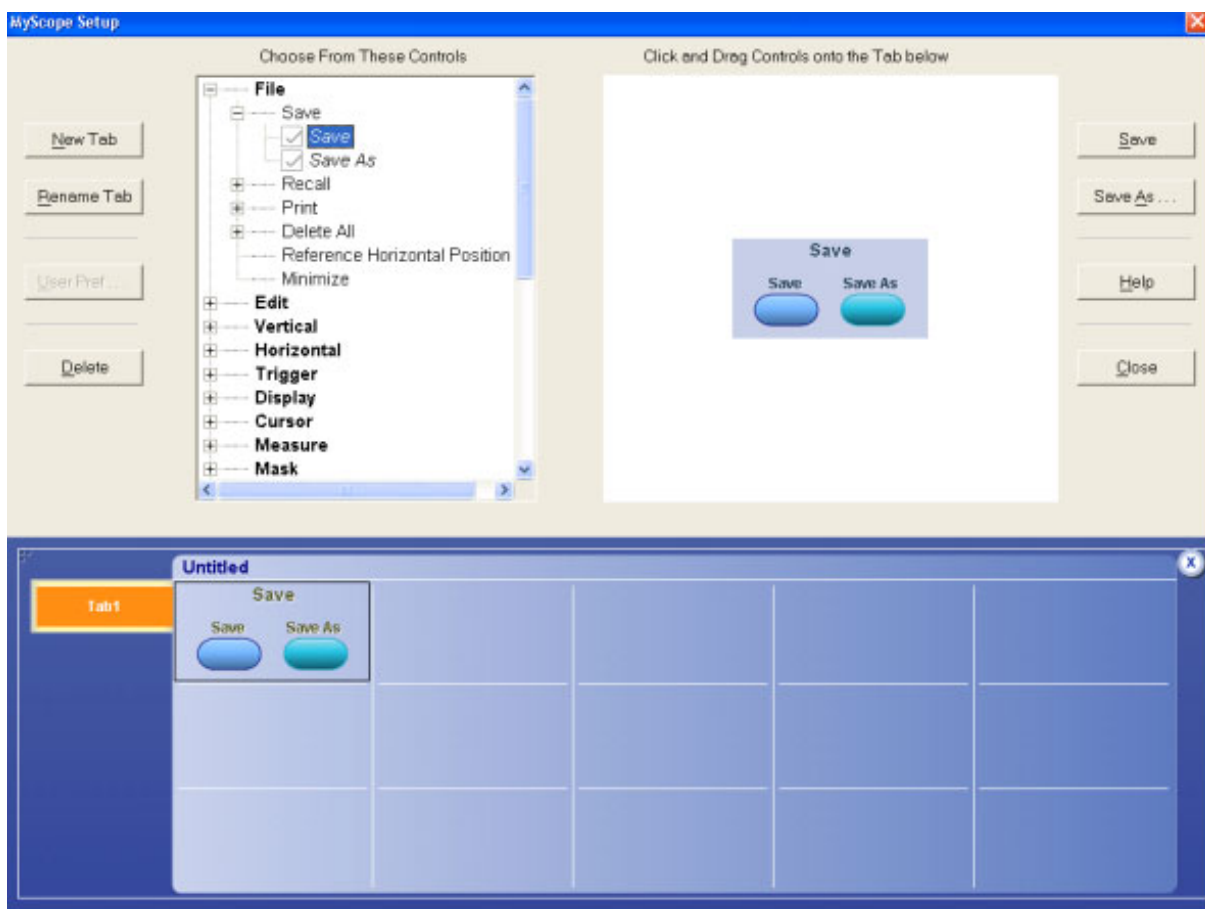 MyScope Setup
Choose From These Controls
Click and Drag Controls onto the Tab below
New Tab
Rename Tab
User Pref ...
Delete
File
Save
Save
Save As
Recall
Print
Delete All
Reference Horizontal Position
Minimize
Edit
Vertical
Horizontal
Trigger
Display
Cursor
Measure
Mask
Save
Save
Save As
Save
Save As ...
Help
Close
Untitled
X
Tab1
Save
Save
Save As